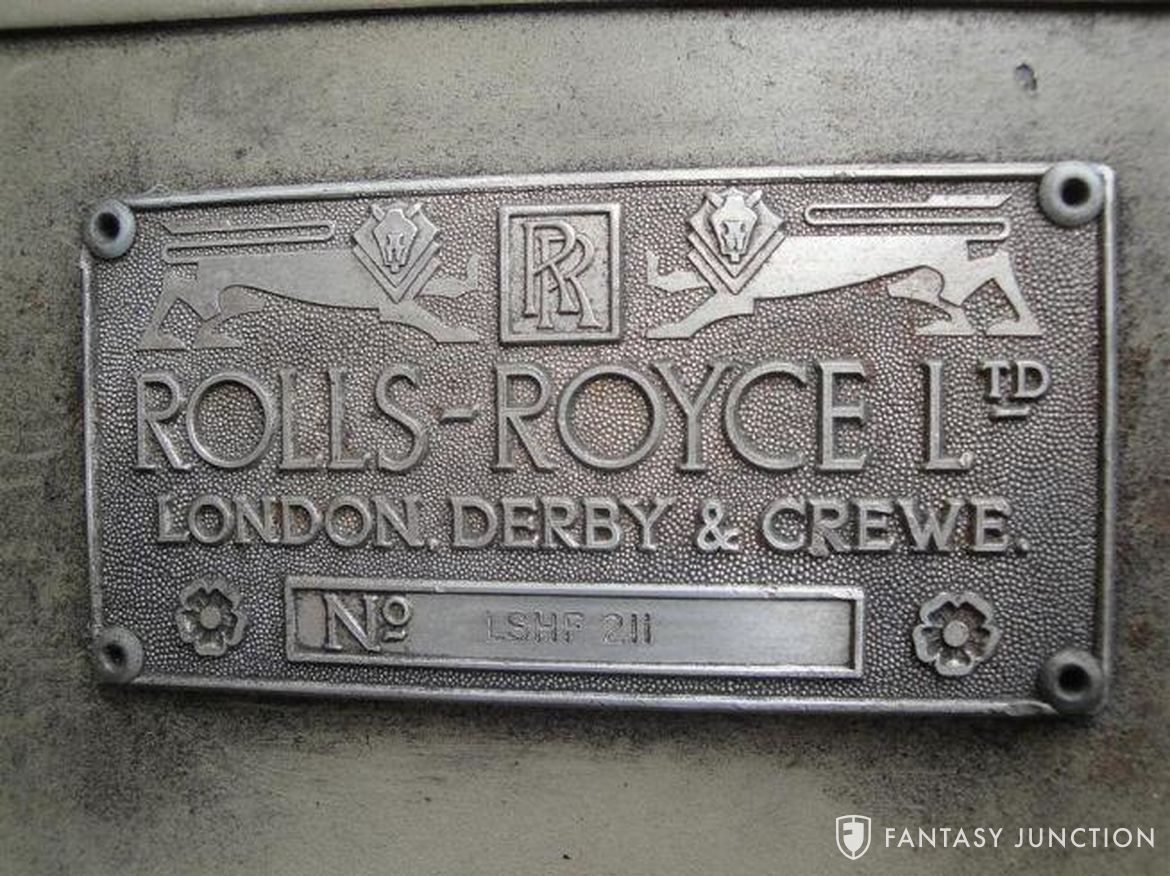 RR
ROLLS-ROYCE LTD
LONDON. DERBY & CREWE.
No LSHF 211
FANTASY JUNCTION